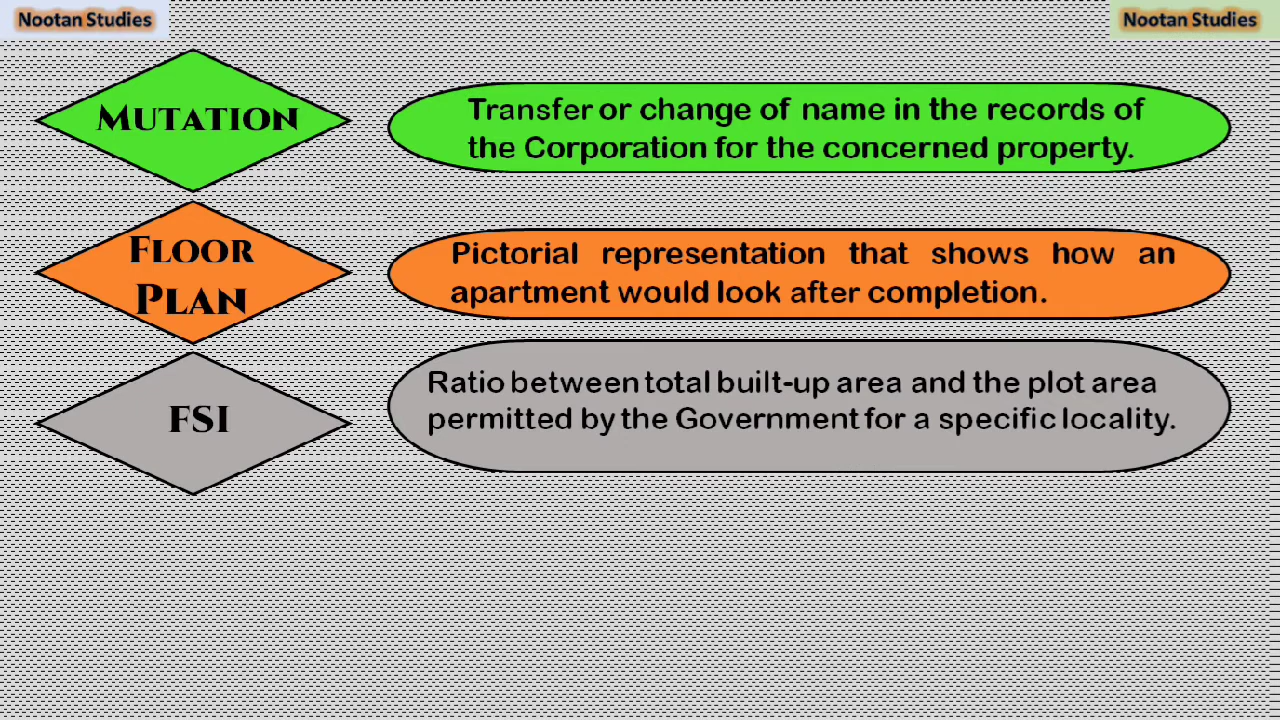 Nootan Studies
Nootan Studies
MUTATION
Transfer or change of name in the records of
the Corporation for the concerned property.
FLOOR
PLAN
Pictorial representation that shows how an
apartment would look after completion.
FSI
Ratio between total built-up area and the plot area
permitted by the Government for a specific locality.